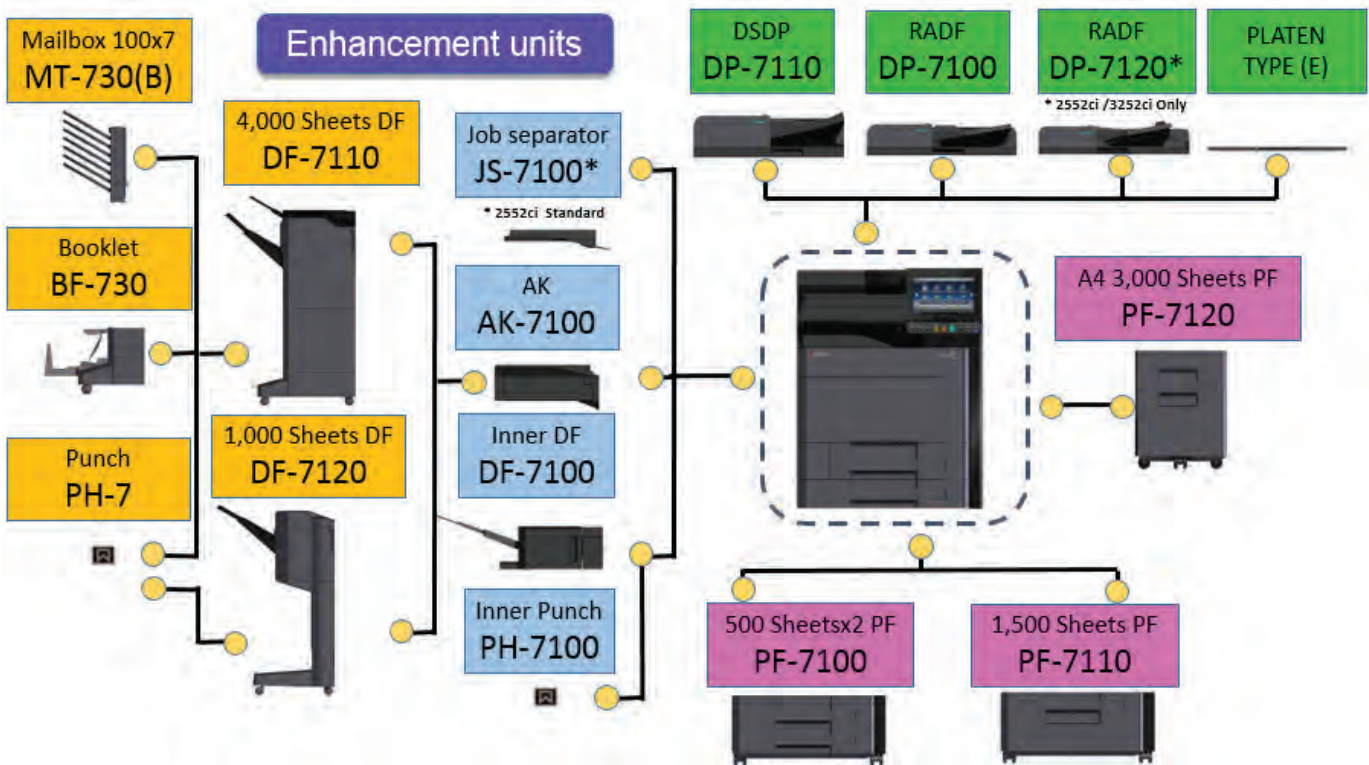 Enhancement units
Mailbox 100x7
MT-730(B)
Booklet
BF-730
Punch
PH-7
4,000 Sheets DF
DF-7110
1,000 Sheets DF
DF-7120
Job separator
JS-7100*
* 2552ci Standard
AK
AK-7100
Inner DF
DF-7100
Inner Punch
PH-7100
DSDP
DP-7110
RADF
DP-7100
RADF
DP-7120*
* 2552ci /3252ci Only
PLATEN
TYPE (E)
A4 3,000 Sheets PF
PF-7120
500 Sheetsx2 PF
PF-7100
1,500 Sheets PF
PF-7110